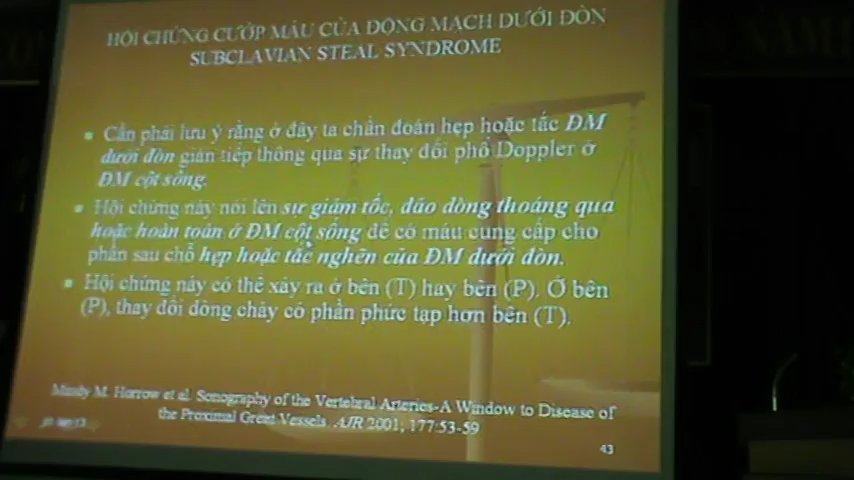 HỘI CHỨNG CƯỚP MÁU CỦA ĐỘNG MẠCH DƯỚI ĐÒN
SUBCLAVIAN STEAL SYNDROME
Cần phải lưu ý rằng ở đây ta chẩn đoán hẹp hoặc tắc ĐM
dưới đòn gián tiếp thông qua sự thay đổi phổ Doppler ở
ĐM cột sống.
Hội chứng này nói lên sự giảm tốc, đảo dòng thoáng qua
hoặc hoàn toàn ở ĐM cột sống để có máu cung cấp cho
phần sau chỗ hẹp hoặc tắc nghẽn của ĐM dưới đòn.
Hội chứng này có thể xảy ra ở bên (T) hay bên (P). Ở bên
(P), thay đổi dòng chảy có phần phức tạp hơn bên (T).
Mindy M. Horrow et al. Sonography of the Vertebral Arteries-A Window to Disease of
the Proximal Great Vessels. AJR 2001; 177:53-59
43